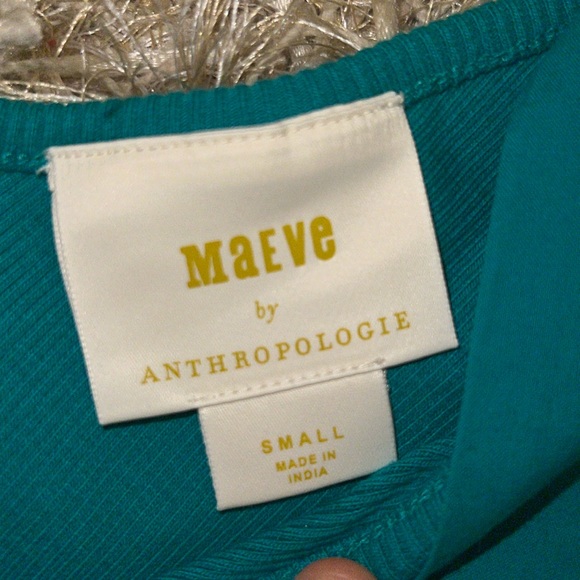 MaEVe
by
ANTHROPOLOGIE
SMALL
MADE IN
INDIA